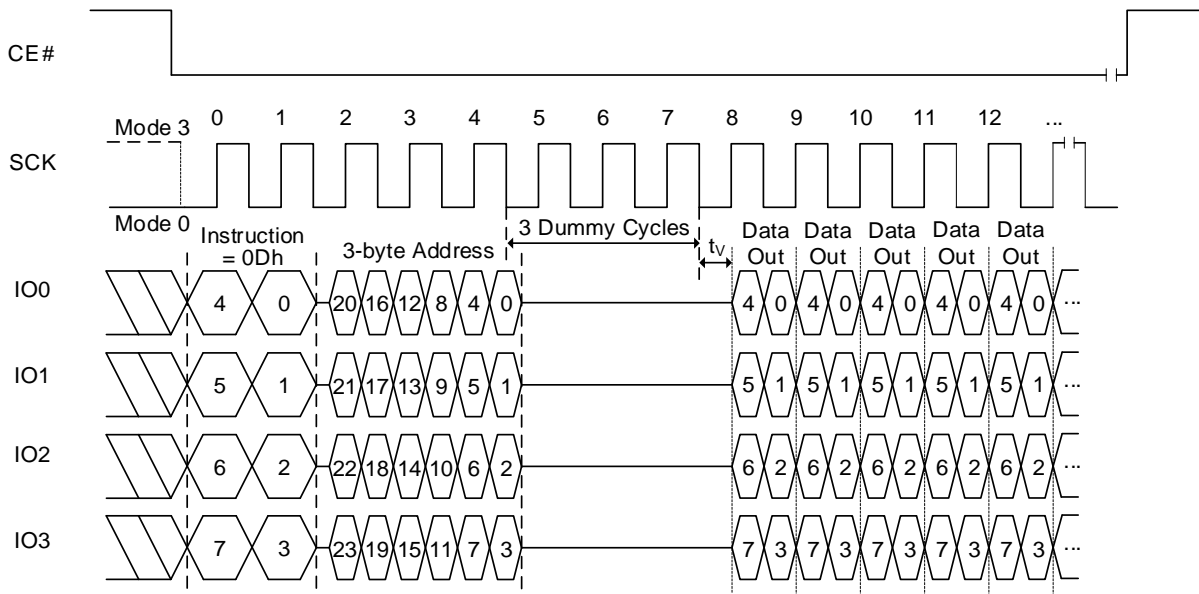 CE#
0 1 2 3 4 5 6 7 8 9 10 11 12 ...
Mode 3
SCK
Mode 0
Instruction
= 0Dh
3-byte Address
3 Dummy Cycles
tV
Data Out
Data Out
Data Out
Data Out
Data Out
IO0 4 0 20 16 12 8 4 0 4 0 4 0 4 0 4 0 4 0 ...
IO1 5 1 21 17 13 9 5 1 5 1 5 1 5 1 5 1 5 1 ...
IO2 6 2 22 18 14 10 6 2 6 2 6 2 6 2 6 2 6 2 ...
IO3 7 3 23 19 15 11 7 3 7 3 7 3 7 3 7 3 7 3 ...